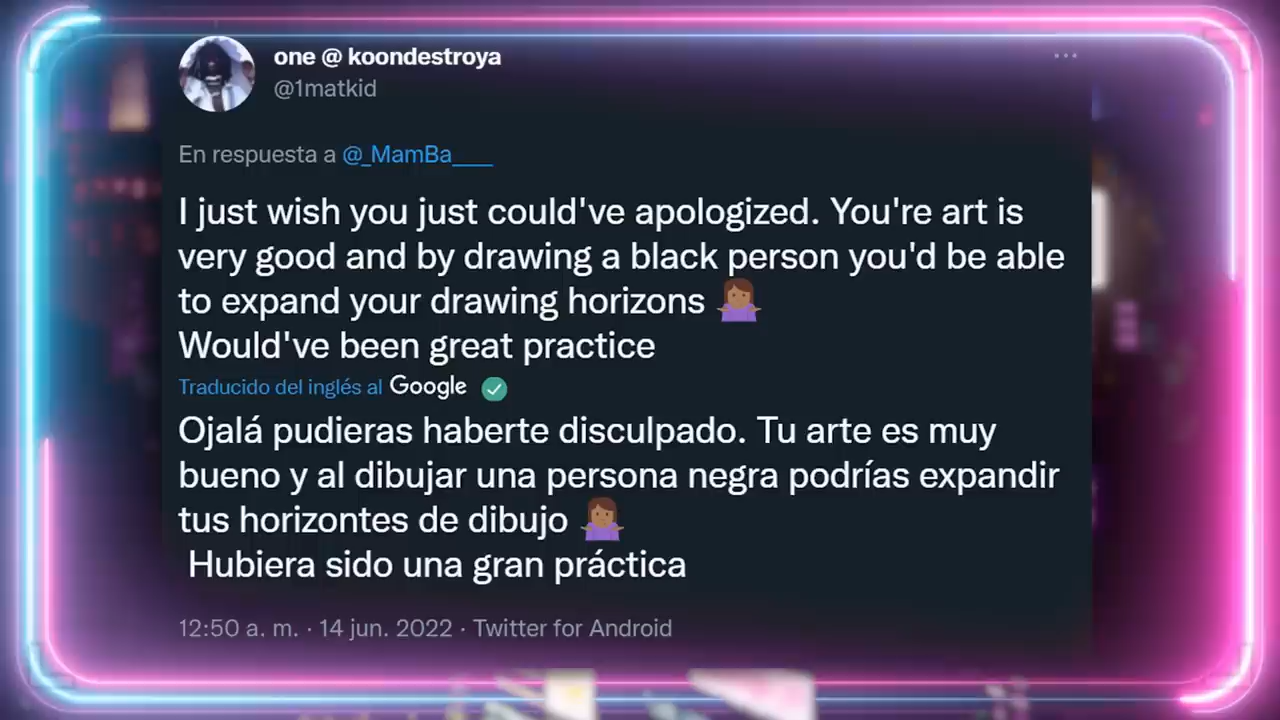 one @ koondestroya
@1matkid
En respuesta a @_MamBa____
I just wish you just could've apologized. You're art is
very good and by drawing a black person you'd be able
to expand your drawing horizons 🤷🏽‍♀️
Would've been great practice
Traducido del inglés al Google
Ojalá pudieras haberte disculpado. Tu arte es muy
bueno y al dibujar una persona negra podrías expandir
tus horizontes de dibujo 🤷🏽‍♀️
Hubiera sido una gran práctica
12:50 a. m. · 14 jun. 2022 · Twitter for Android